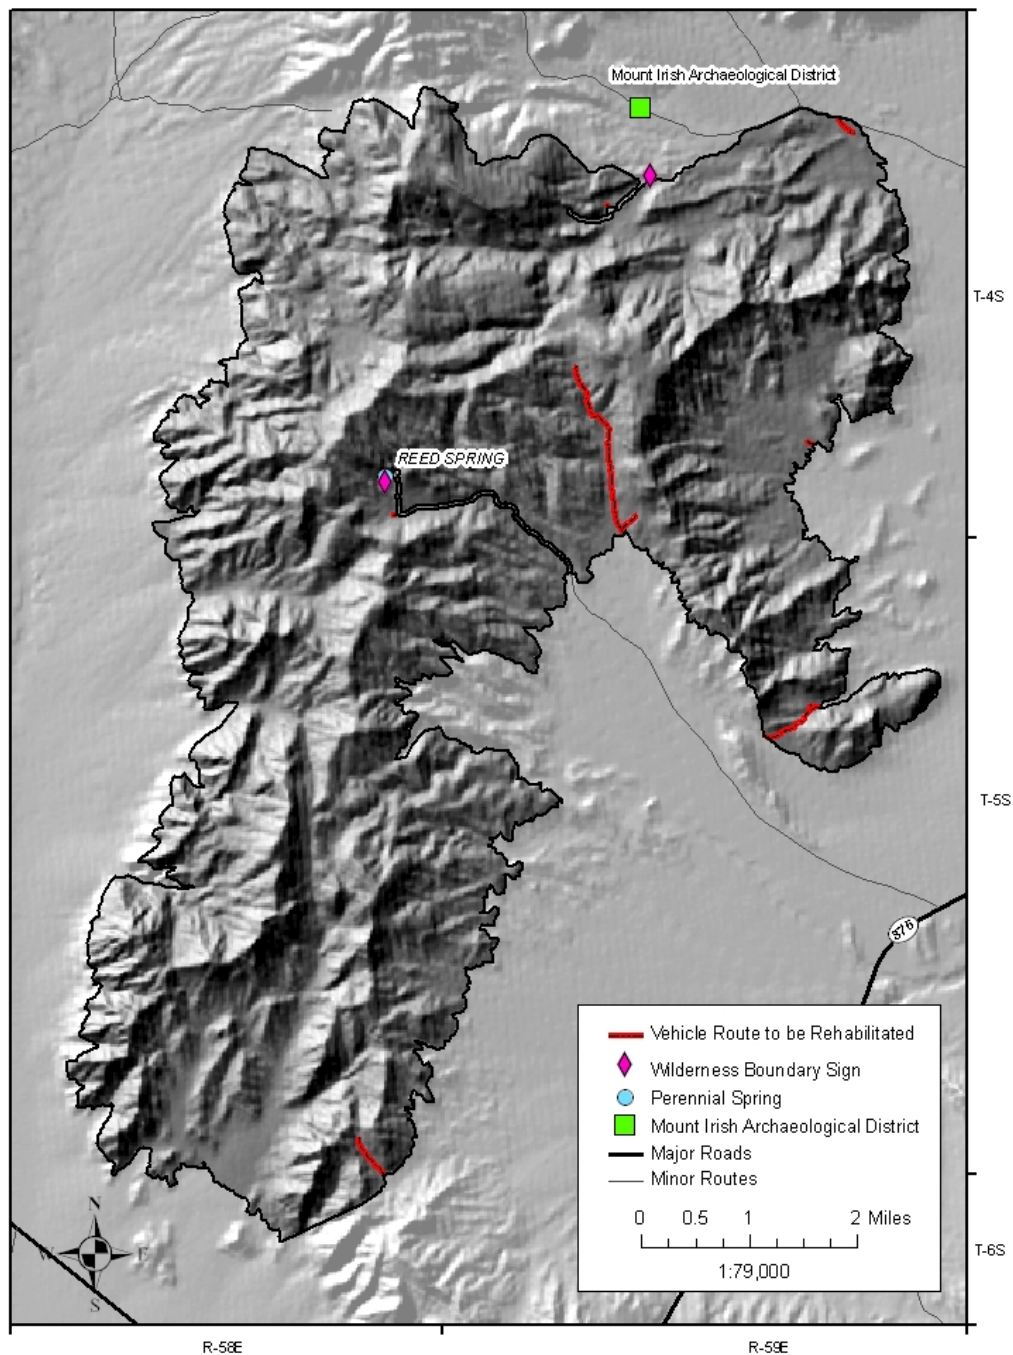 Mount Irish Archaeological District
T-4S
REED SPRING
T-5S
376
Vehicle Route to be Rehabilitated
Wilderness Boundary Sign
Perennial Spring
Mount Irish Archaeological District
Major Roads
Minor Routes
0 0.5 1 2 Miles
1:79,000
N
W E
S
T-6S
R-58E R-59E